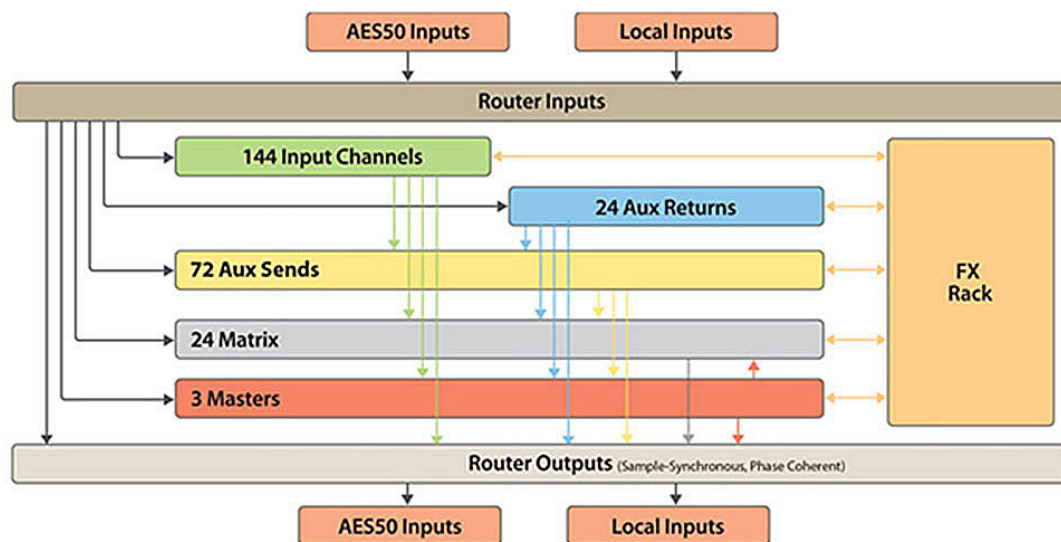 AES50 Inputs
Local Inputs
Router Inputs
144 Input Channels
24 Aux Returns
72 Aux Sends
FX
Rack
24 Matrix
3 Masters
Router Outputs (Sample-Synchronous, Phase Coherent)
AES50 Inputs
Local Inputs